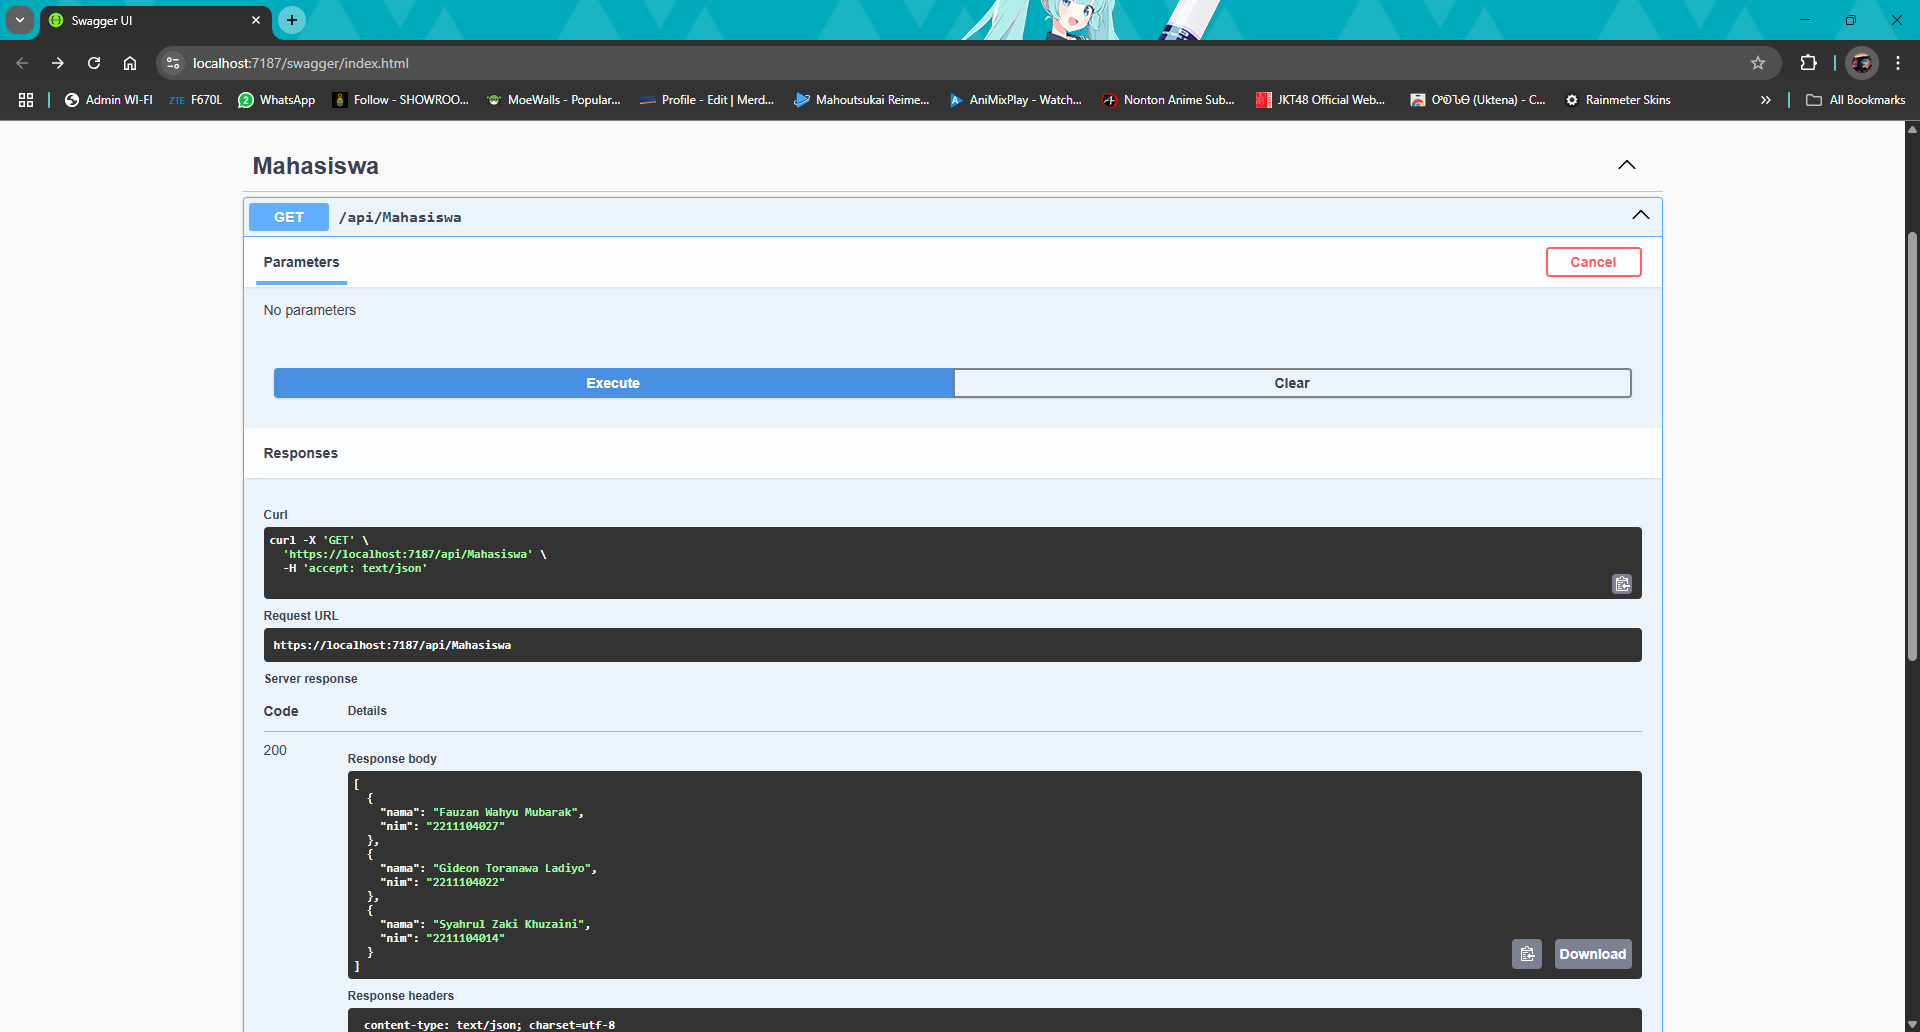 Swagger UI
localhost:7187/swagger/index.html
Admin WI-FI
ZTE F670L
WhatsApp
Follow - SHOWROO...
MoeWalls - Popular...
Profile - Edit | Merd...
Mahoutsukai Reime...
AniMixPlay - Watch...
Nonton Anime Sub...
JKT48 Official Web...
(Uktena) - C...
Rainmeter Skins
All Bookmarks
Mahasiswa
GET /api/Mahasiswa
Parameters
Cancel
No parameters
Execute
Clear
Responses
Curl
curl -X 'GET' \
'https://localhost:7187/api/Mahasiswa' \
-H 'accept: text/json'
Request URL
https://localhost:7187/api/Mahasiswa
Server response
Code Details
200
Response body
[
{
"nama": "Fauzan Wahyu Mubarak",
"nim": "2211104027"
},
{
"nama": "Gideon Toranawa Ladiyo",
"nim": "2211104022"
},
{
"nama": "Syahrul Zaki Khuzaini",
"nim": "2211104014"
}
]
Download
Response headers
content-type: text/json; charset=utf-8